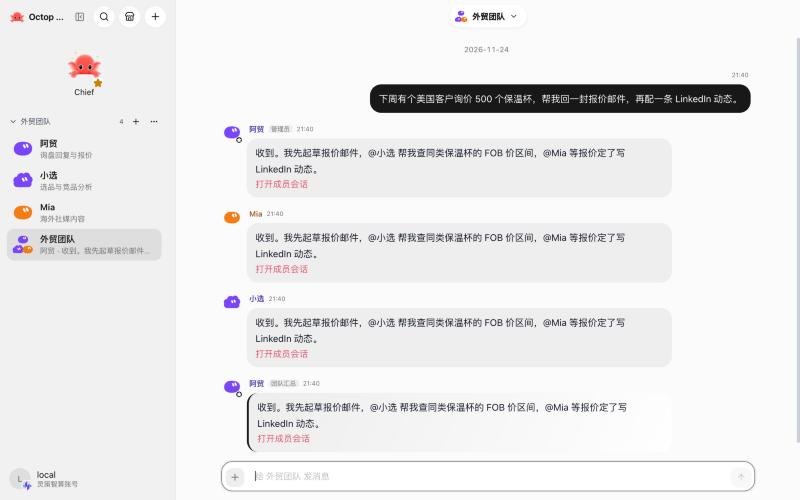 Octop ...
Chief
外贸团队
4
阿贸
询盘回复与报价
小选
选品与竞品分析
Mia
海外社媒内容
外贸团队
阿贸 · 收到。我先起草报价邮件...
L
local
灵策智算账号
外贸团队
2026-11-24
21:40
下周有个美国客户询价 500 个保温杯，帮我回一封报价邮件，再配一条 LinkedIn 动态。
阿贸 管理员 21:40
收到。我先起草报价邮件，@小选 帮我查同类保温杯的 FOB 价区间，@Mia 等报价定了写
LinkedIn 动态。
打开成员会话
Mia 21:40
收到。我先起草报价邮件，@小选 帮我查同类保温杯的 FOB 价区间，@Mia 等报价定了写
LinkedIn 动态。
打开成员会话
小选 21:40
收到。我先起草报价邮件，@小选 帮我查同类保温杯的 FOB 价区间，@Mia 等报价定了写
LinkedIn 动态。
打开成员会话
阿贸 团队汇总 21:40
收到。我先起草报价邮件，@小选 帮我查同类保温杯的 FOB 价区间，@Mia 等报价定了写
LinkedIn 动态。
打开成员会话
给 外贸团队 发消息